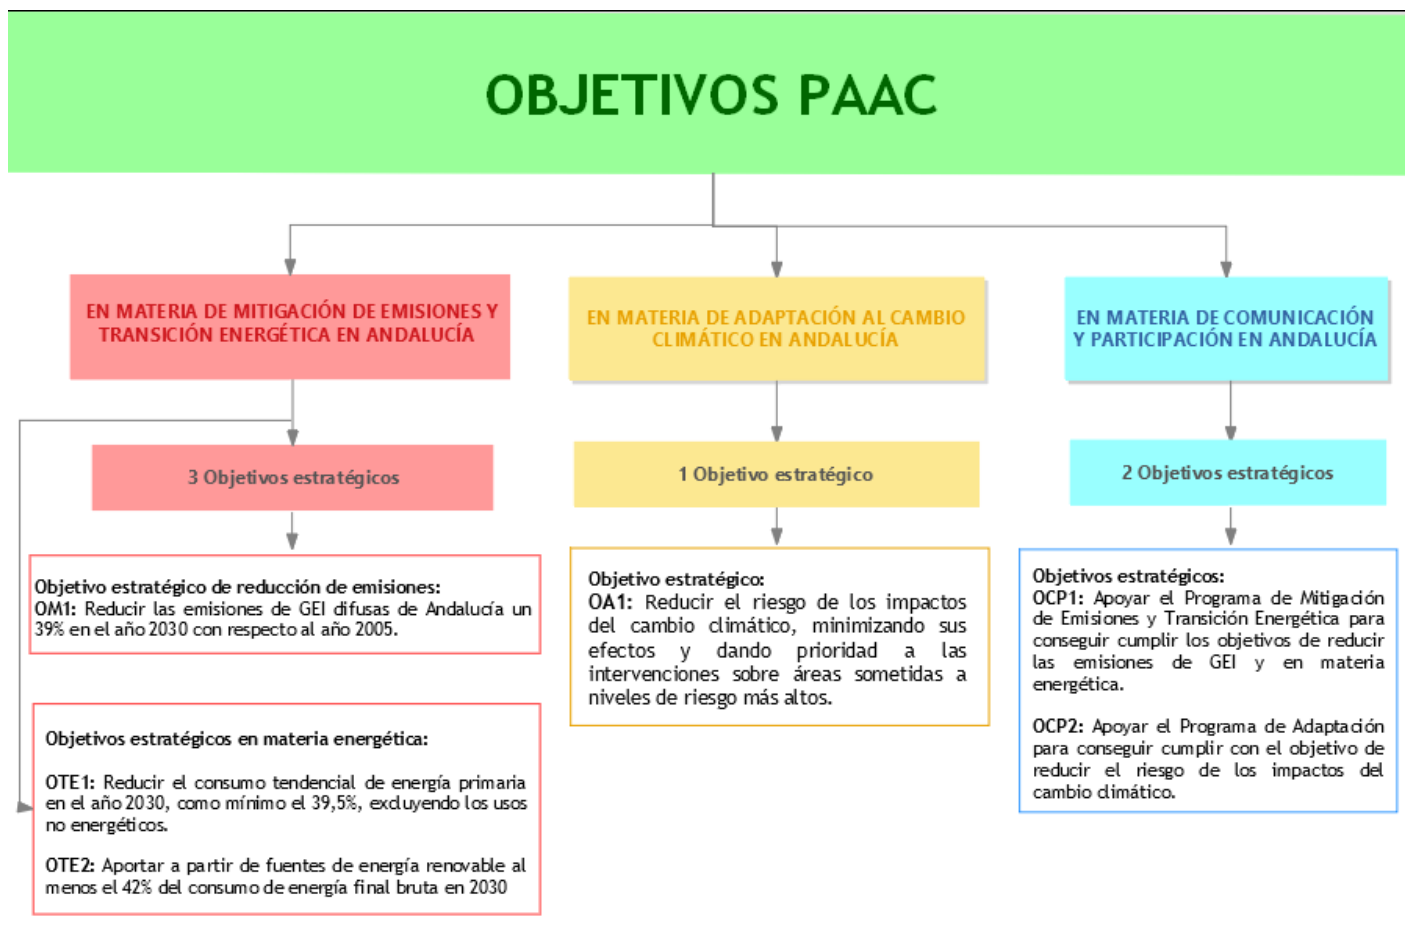 OBJETIVOS PAAC
EN MATERIA DE MITIGACIÓN DE EMISIONES Y
TRANSICIÓN ENERGÉTICA EN ANDALUCÍA
3 Objetivos estratégicos
Objetivo estratégico de reducción de emisiones:
OM1: Reducir las emisiones de GEI difusas de Andalucía un
39% en el año 2030 con respecto al año 2005.
Objetivos estratégicos en materia energética:
OTE1: Reducir el consumo tendencial de energía primaria
en el año 2030, como mínimo el 39,5%, excluyendo los usos
no energéticos.
OTE2: Aportar a partir de fuentes de energía renovable al
menos el 42% del consumo de energía final bruta en 2030
EN MATERIA DE ADAPTACIÓN AL CAMBIO
CLIMÁTICO EN ANDALUCÍA
1 Objetivo estratégico
Objetivo estratégico:
OA1: Reducir el riesgo de los impactos
del cambio climático, minimizando sus
efectos y dando prioridad a las
intervenciones sobre áreas sometidas a
niveles de riesgo más altos.
EN MATERIA DE COMUNICACIÓN
Y PARTICIPACIÓN EN ANDALUCÍA
2 Objetivos estratégicos
Objetivos estratégicos:
OCP1: Apoyar el Programa de Mitigación
de Emisiones y Transición Energética para
conseguir cumplir los objetivos de reducir
las emisiones de GEI y en materia
energética.
OCP2: Apoyar el Programa de Adaptación
para conseguir cumplir con el objetivo de
reducir el riesgo de los impactos del
cambio climático.